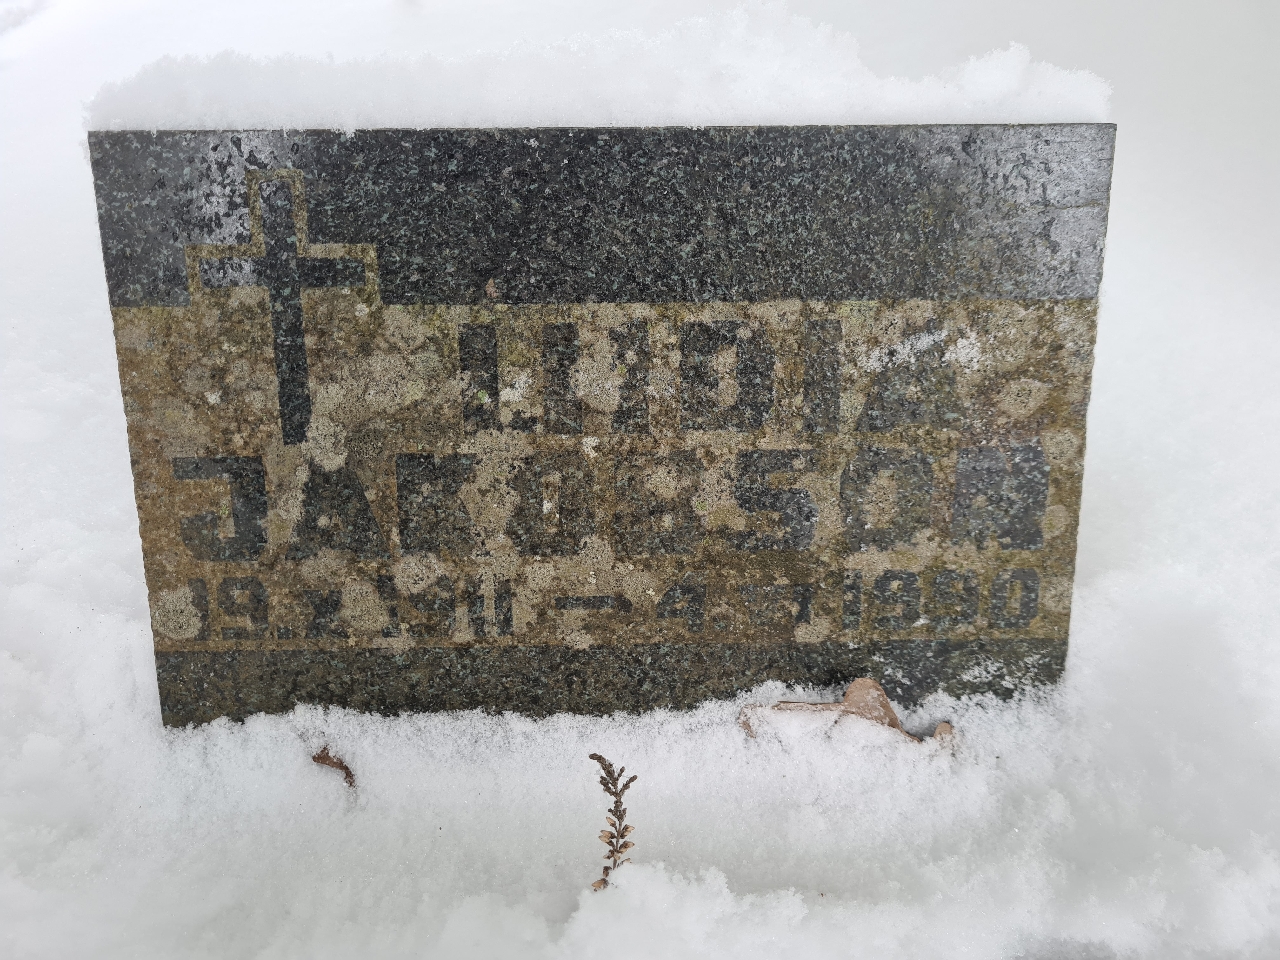 LIIDIA
JAKOBSON
19. X 1911 – 4. 1990